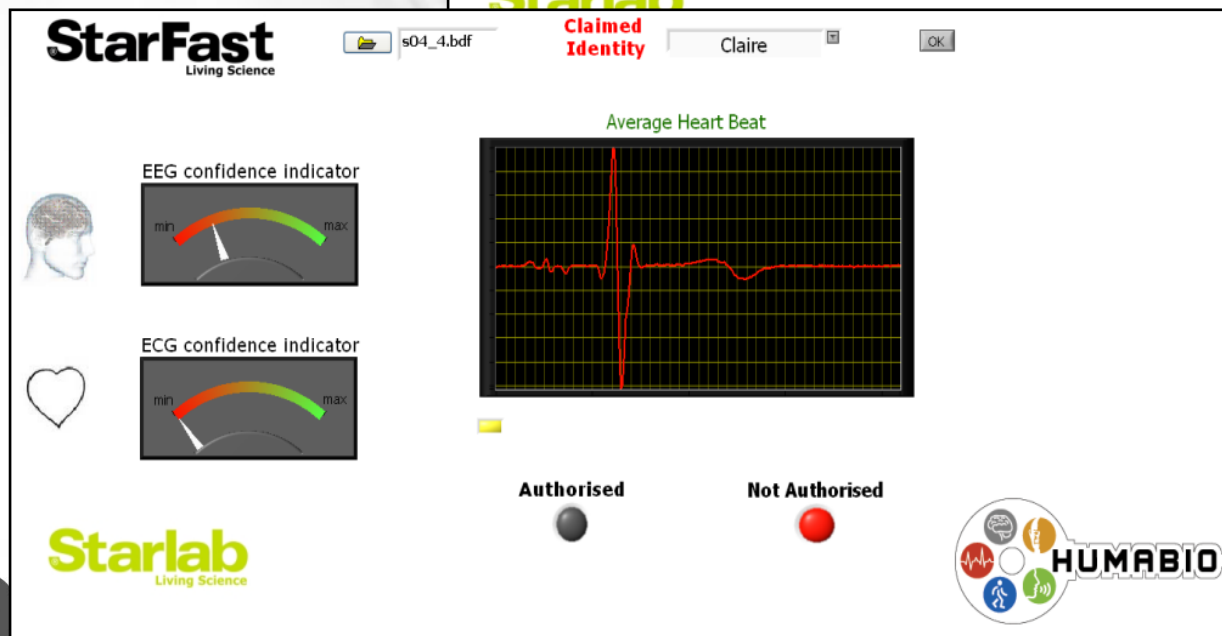 Starlab
StarFast
Living Science
s04_4.bdf
Claimed
Identity
Claire
OK
Average Heart Beat
EEG confidence indicator
min
max
ECG confidence indicator
min
max
Authorised
Not Authorised
Starlab
Living Science
HUMABIO